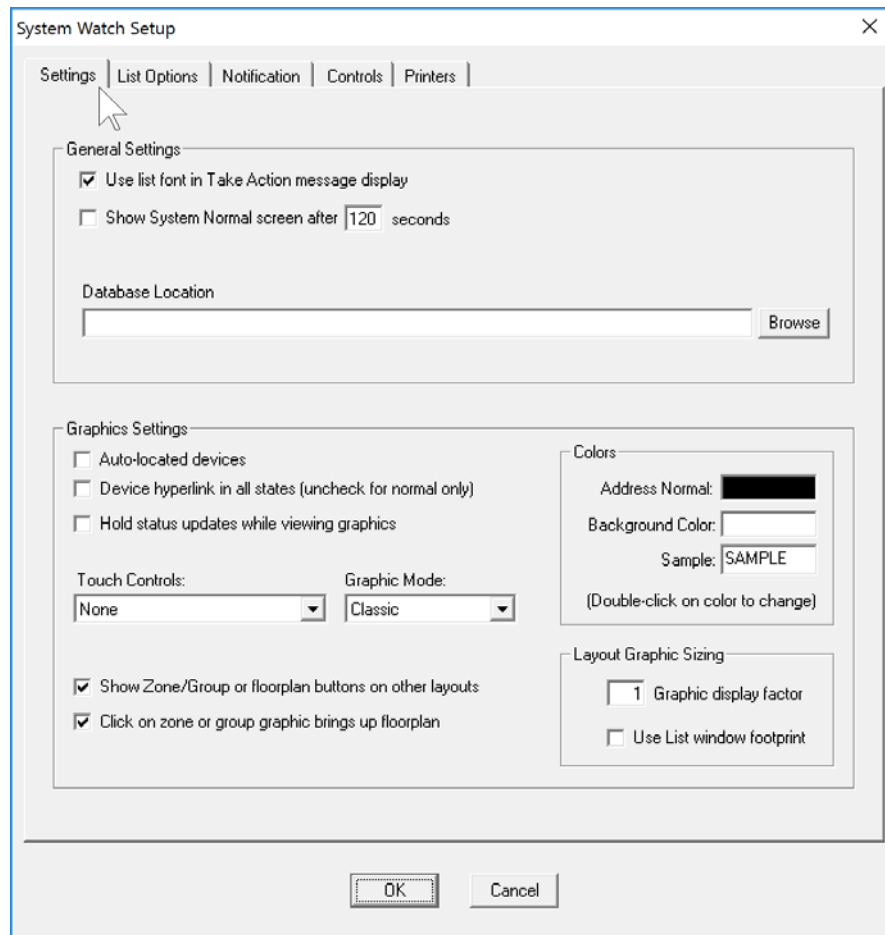 System Watch Setup
Settings List Options Notification Controls Printers
General Settings
Use list font in Take Action message display
Show System Normal screen after 120 seconds
Database Location
Browse
Graphics Settings
Auto-located devices
Device hyperlink in all states (uncheck for normal only)
Hold status updates while viewing graphics
Touch Controls: Graphic Mode:
None Classic
Show Zone/Group or floorplan buttons on other layouts
Click on zone or group graphic brings up floorplan
Colors
Address Normal:
Background Color:
Sample: SAMPLE
(Double-click on color to change)
Layout Graphic Sizing
1 Graphic display factor
Use List window footprint
OK Cancel